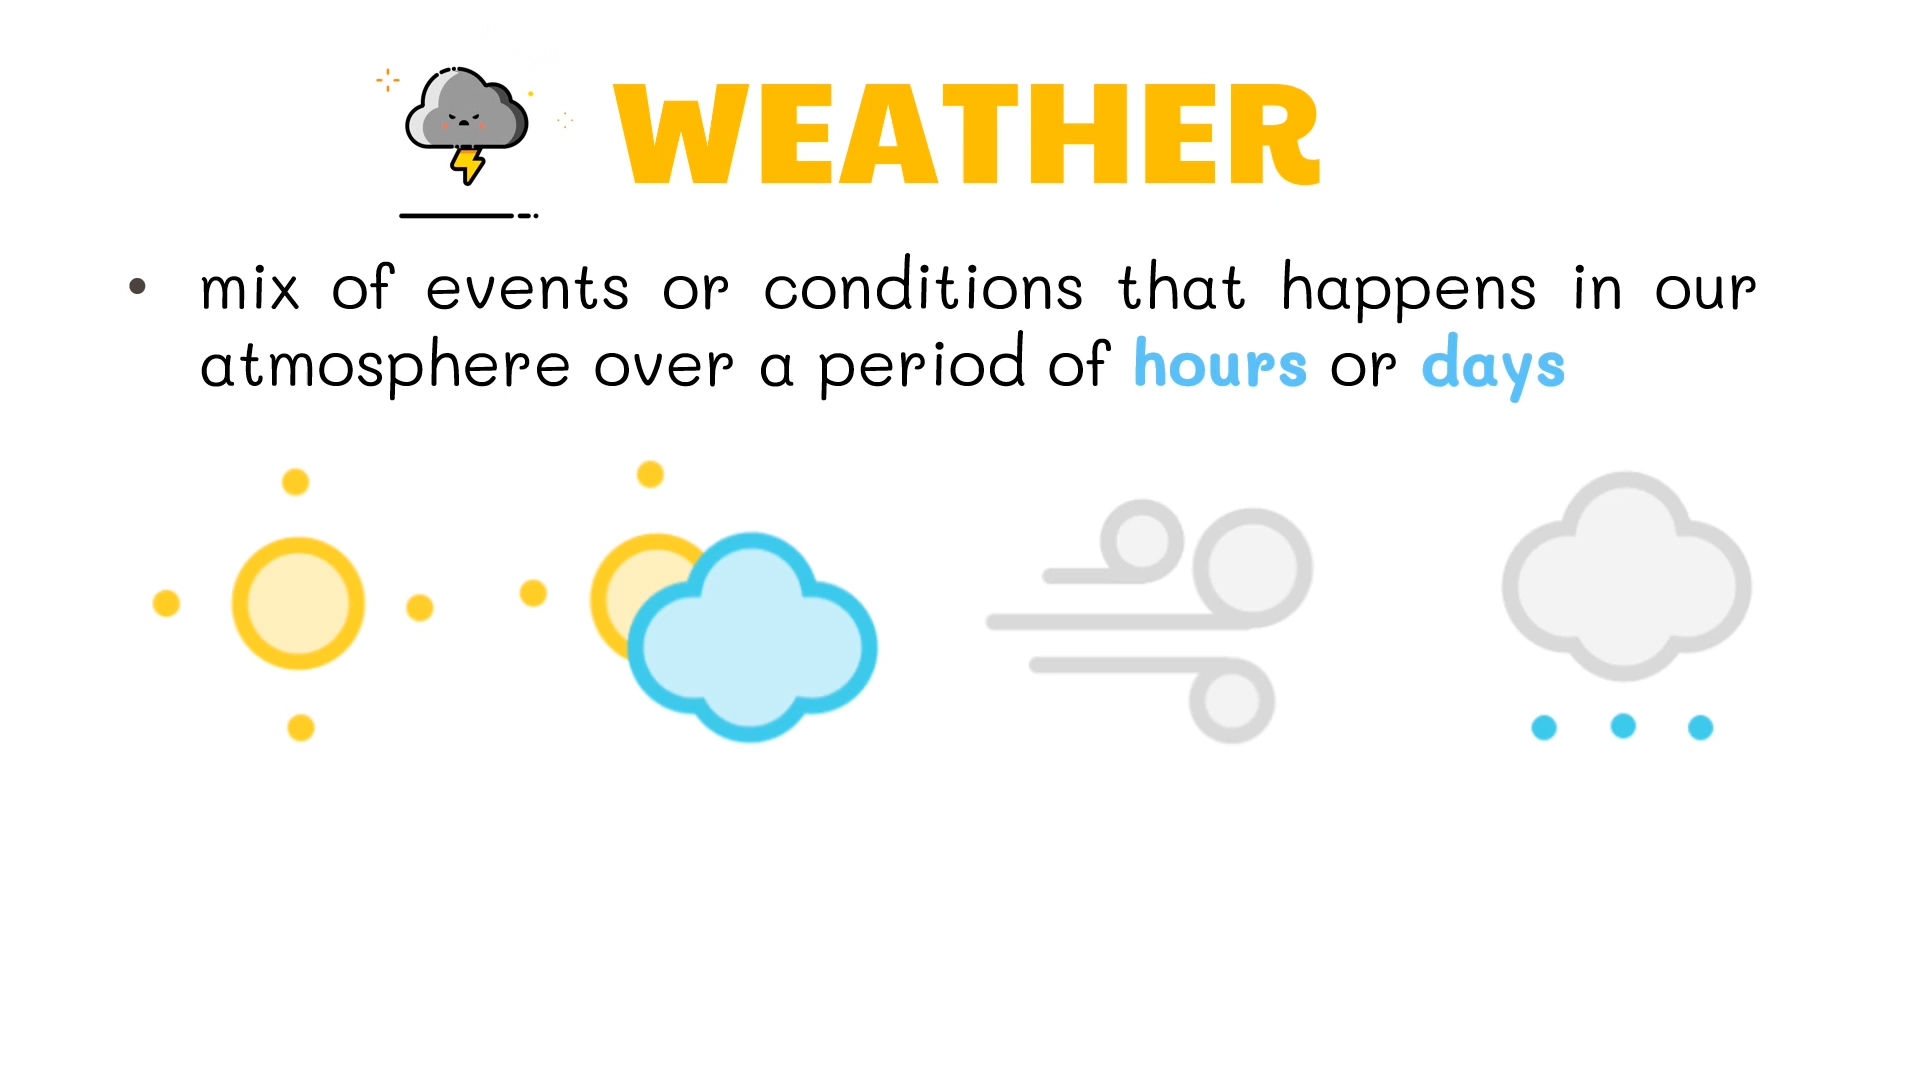 WEATHER
• mix of events or conditions that happens in our
atmosphere over a period of hours or days